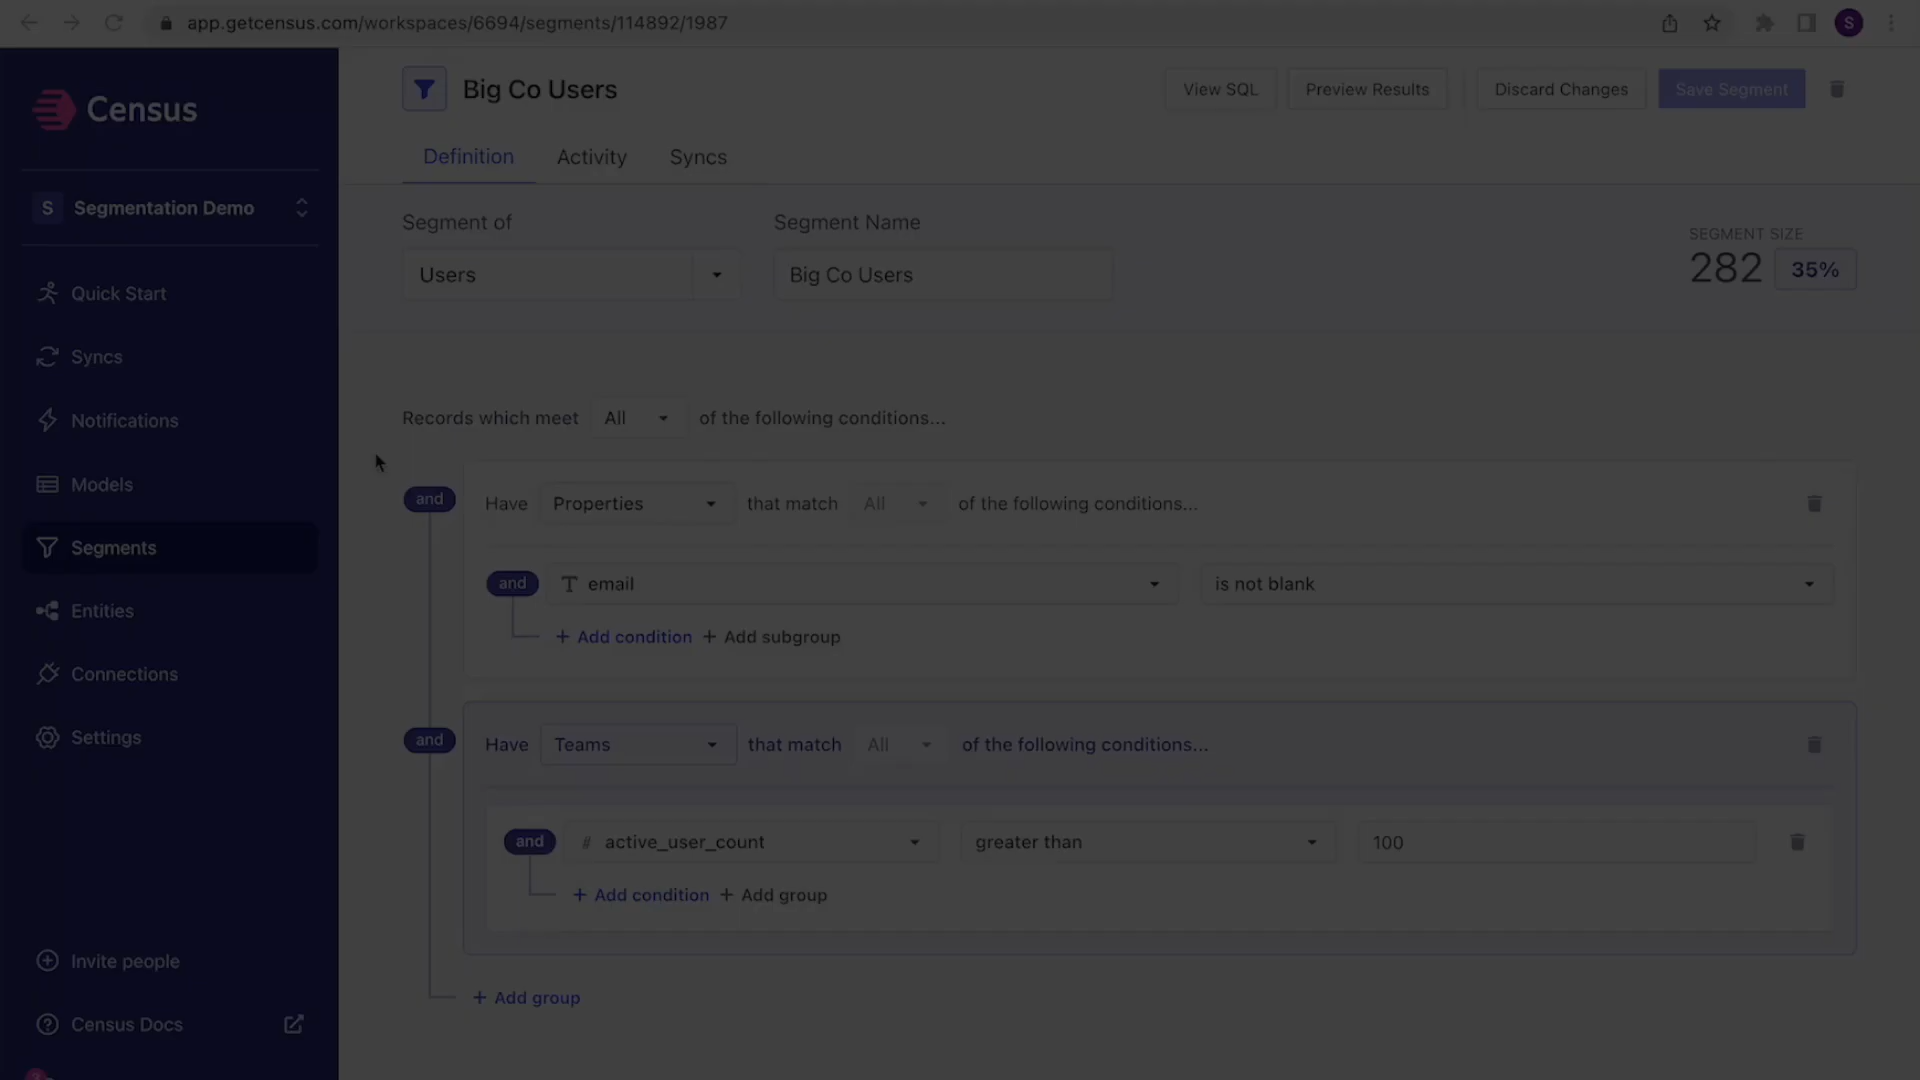 app.getcensus.com/workspaces/6694/segments/114892/1987
S
Census
S Segmentation Demo
Quick Start
Syncs
Notifications
Models
Segments
Entities
Connections
Settings
Invite people
Census Docs
Big Co Users
View SQL
Preview Results
Discard Changes
Save Segment
Definition Activity Syncs
Segment of
Users
Segment Name
Big Co Users
SEGMENT SIZE
282 35%
Records which meet All of the following conditions...
and Have Properties that match All of the following conditions...
and T email is not blank
+ Add condition + Add subgroup
and Have Teams that match All of the following conditions...
and # active_user_count greater than 100
+ Add condition + Add group
+ Add group